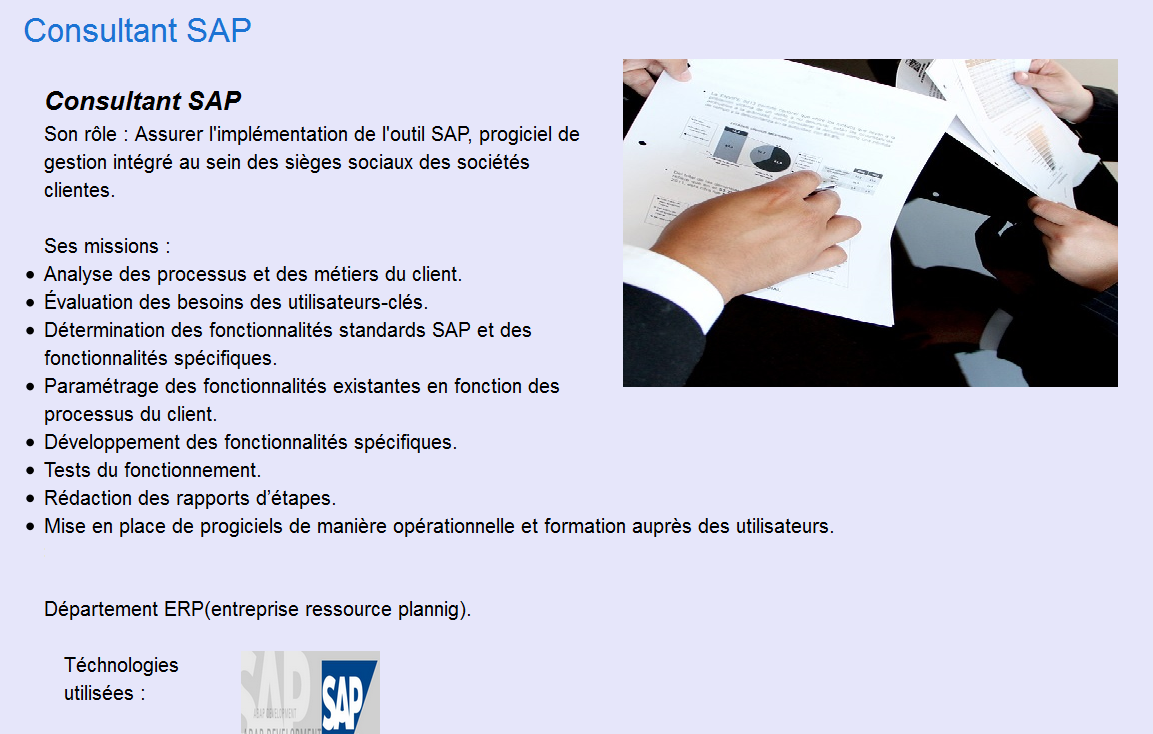 Consultant SAP
Consultant SAP
Son rôle : Assurer l'implémentation de l'outil SAP, progiciel de
gestion intégré au sein des sièges sociaux des sociétés
clientes.
Ses missions :
• Analyse des processus et des métiers du client.
• Évaluation des besoins des utilisateurs-clés.
• Détermination des fonctionnalités standards SAP et des
fonctionnalités spécifiques.
• Paramétrage des fonctionnalités existantes en fonction des
processus du client.
• Développement des fonctionnalités spécifiques.
• Tests du fonctionnement.
• Rédaction des rapports d’étapes.
• Mise en place de progiciels de manière opérationnelle et formation auprès des utilisateurs.
Département ERP(entreprise ressource plannig).
Téchnologies
utilisées :
SAP
SAP
ABAP DEVELOPMENT
ABAP DEVELOPMENT